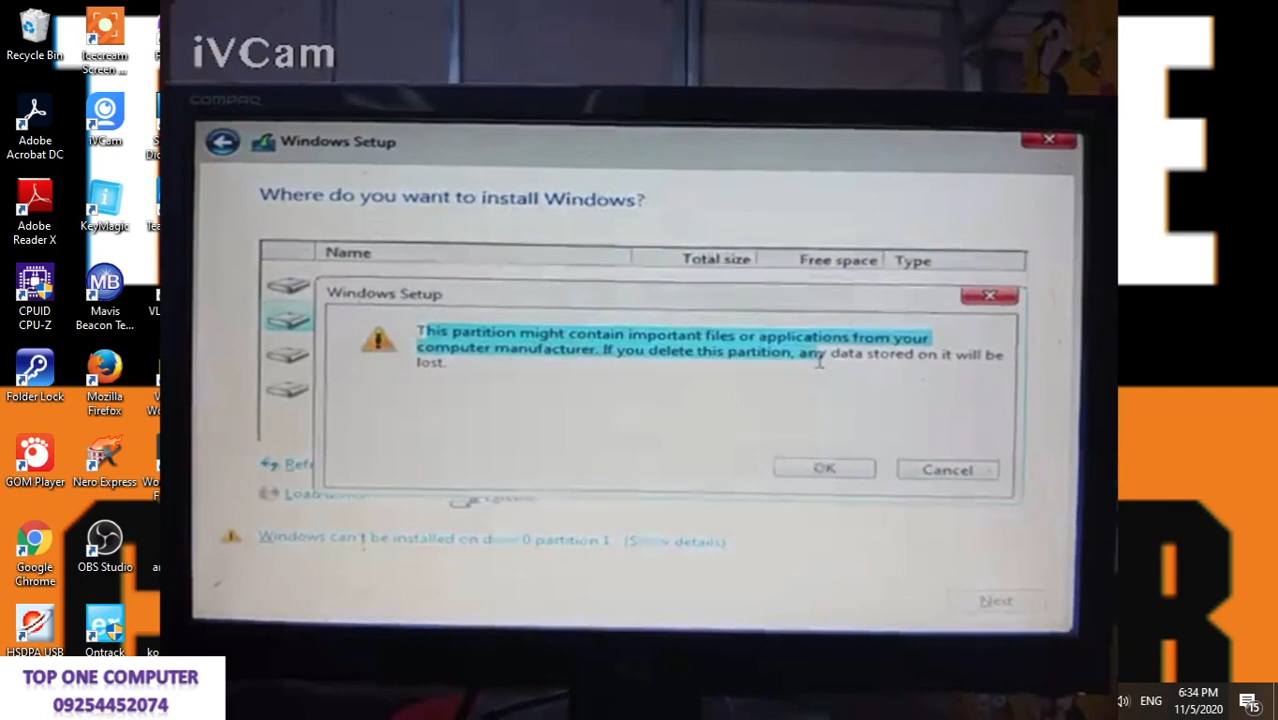 Recycle Bin
Icecream
Screen ...
Adobe
Acrobat DC
iVCam
Adobe
Reader X
KeyMagic
CPUID
CPU-Z
Mavis
Beacon Te...
Folder Lock
Mozilla
Firefox
GOM Player
Nero Express
Google
Chrome
OBS Studio
HSDPA USB
Ontrack
iVCam
COMPAQ
Windows Setup
Where do you want to install Windows?
Name Total size Free space Type
Windows Setup
This partition might contain important files or applications from your
computer manufacturer. If you delete this partition, any data stored on it will be
lost.
OK Cancel
Windows can't be installed on 0 partition 1. (Show details)
Next
TOP ONE COMPUTER
09254452074
ENG
6:34 PM
11/5/2020
15